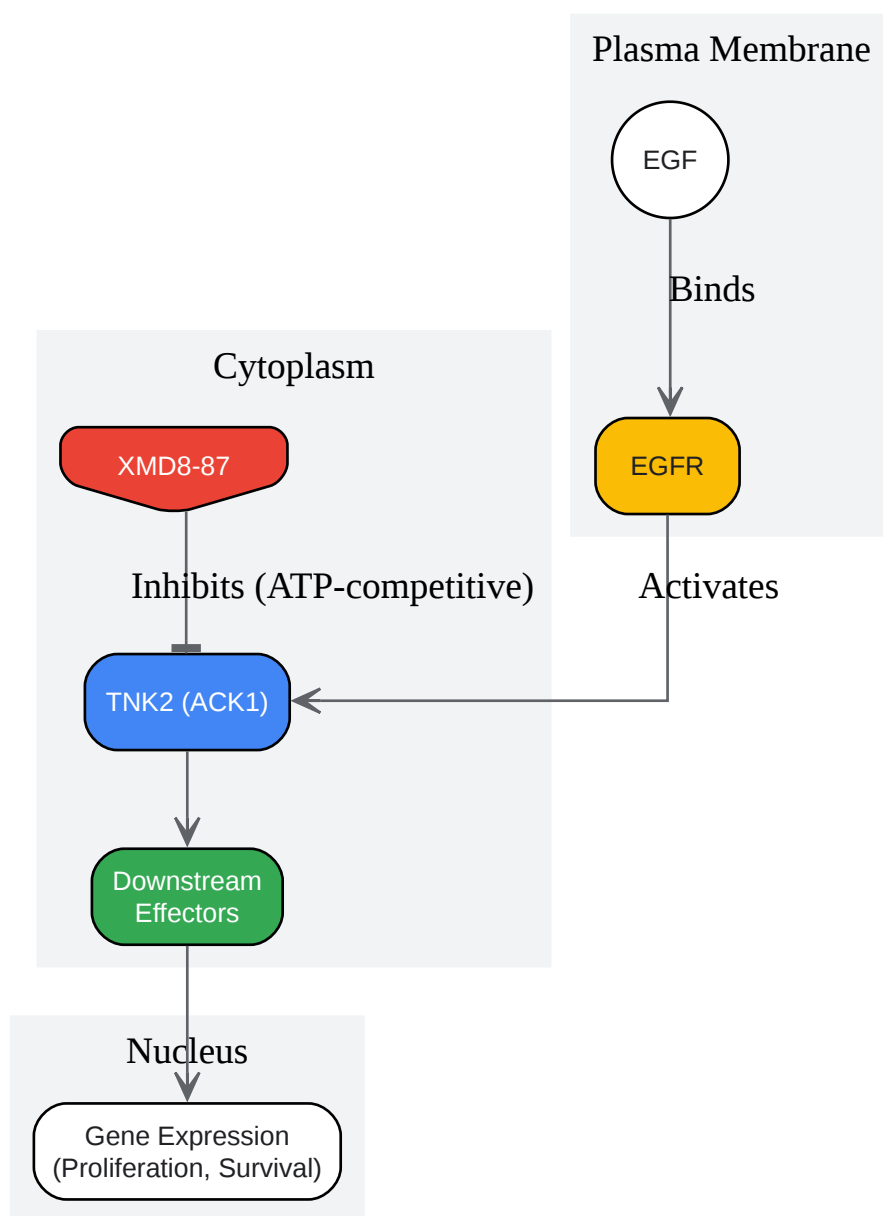 Plasma Membrane
EGF
Binds
EGFR
Activates
Cytoplasm
XMD8-87
Inhibits (ATP-competitive)
TNK2 (ACK1)
Downstream
Effectors
Nucleus
Gene Expression
(Proliferation, Survival)